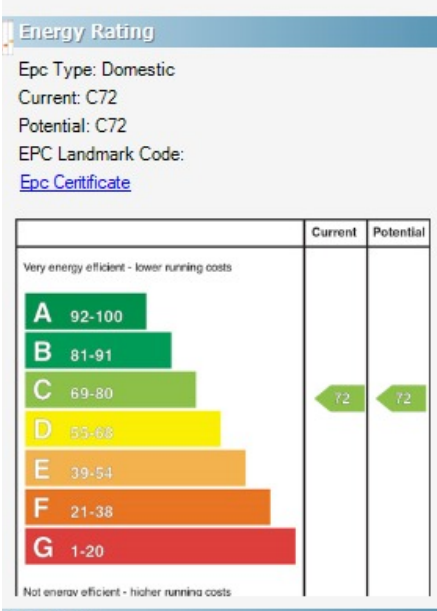 Energy Rating
Epc Type: Domestic
Current: C72
Potential: C72
EPC Landmark Code:
Epc Ceritificate
Current Potential
Very energy efficient - lower running costs
A 92-100
B 81-91
C 69-80 72 72
D 55-68
E 39-54
F 21-38
G 1-20
Not energy efficient - higher running costs